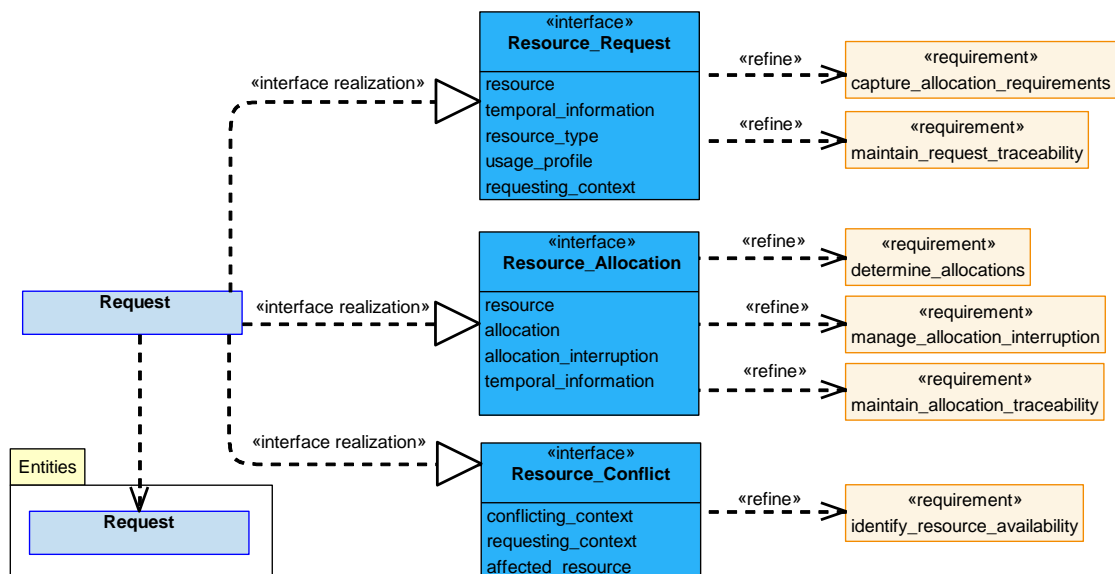 «interface»
Resource_Request
resource
temporal_information
resource_type
usage_profile
requesting_context
«interface realization»
«refine»
«requirement»
capture_allocation_requirements
«refine»
«requirement»
maintain_request_traceability
«interface»
Resource_Allocation
resource
allocation
allocation_interruption
temporal_information
Request
«interface realization»
«refine»
«requirement»
determine_allocations
«refine»
«requirement»
manage_allocation_interruption
«refine»
«requirement»
maintain_allocation_traceability
«interface realization»
«interface»
Resource_Conflict
conflicting_context
requesting_context
affected_resource
«refine»
«requirement»
identify_resource_availability
Entities
Request